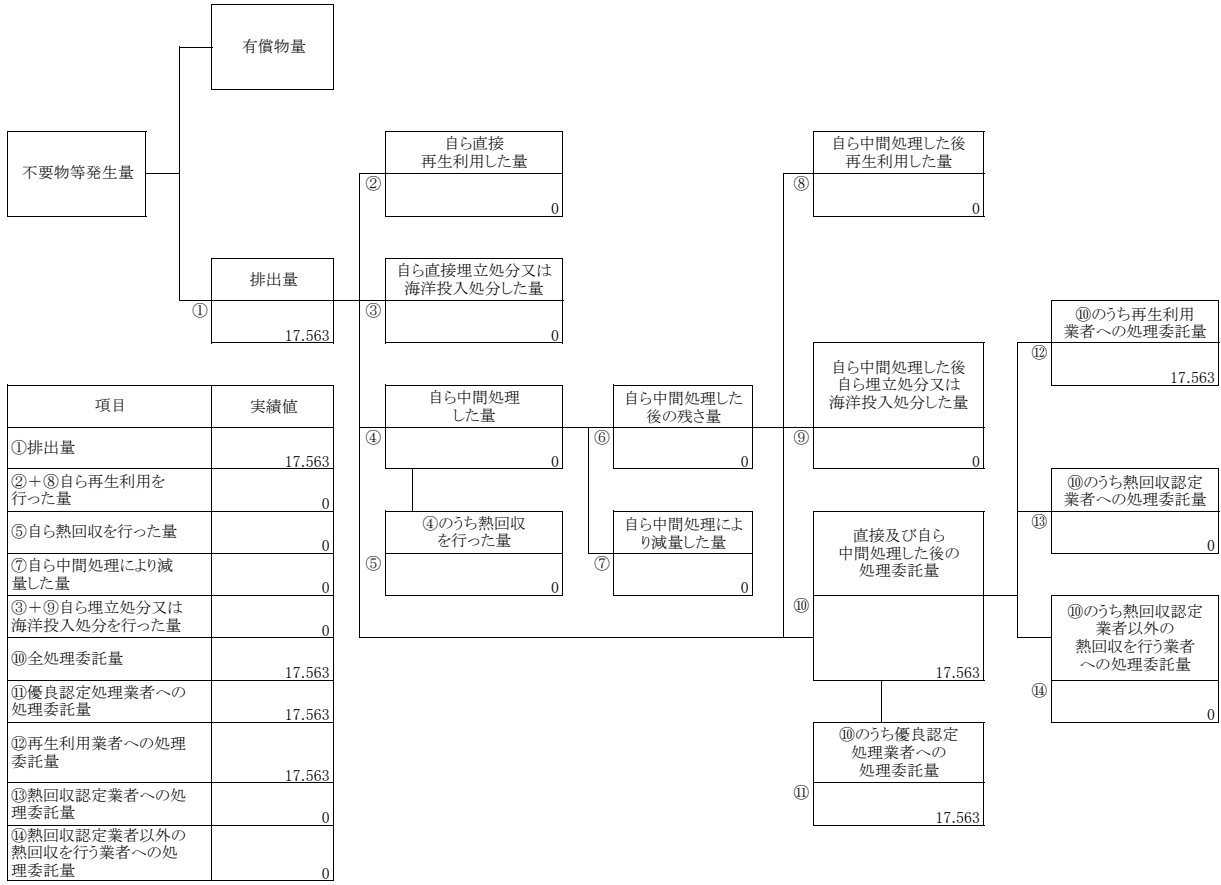 有償物量
不要物等発生量
自ら直接
再生利用した量
②
0
自ら中間処理した後
再生利用した量
⑧
0
排出量
①
17.563
自ら直接埋立処分又は
海洋投入処分した量
③
0
⑩のうち再生利用
業者への処理委託量
⑫
17.563
自ら中間処理
した量
④
0
自ら中間処理した
後の残さ量
⑥
0
自ら中間処理した後
自ら埋立処分又は
海洋投入処分した量
⑨
0
⑩のうち熱回収認定
業者への処理委託量
⑬
0
④のうち熱回収
を行った量
⑤
0
自ら中間処理によ
り減量した量
⑦
0
直接及び自ら
中間処理した後の
処理委託量
⑩
17.563
⑩のうち熱回収認定
業者以外の
熱回収を行う業者
への処理委託量
⑭
0
⑩のうち優良認定
処理業者への
処理委託量
⑪
17.563
項目 実績値
①排出量
17.563
②＋⑧自ら再生利用を
行った量
0
⑤自ら熱回収を行った量
0
⑦自ら中間処理により減
量した量
0
③＋⑨自ら埋立処分又は
海洋投入処分を行った量
0
⑩全処理委託量
17.563
⑪優良認定処理業者への
処理委託量
17.563
⑫再生利用業者への処理
委託量
17.563
⑬熱回収認定業者への処
理委託量
0
⑭熱回収認定業者以外の
熱回収を行う業者への処
理委託量
0